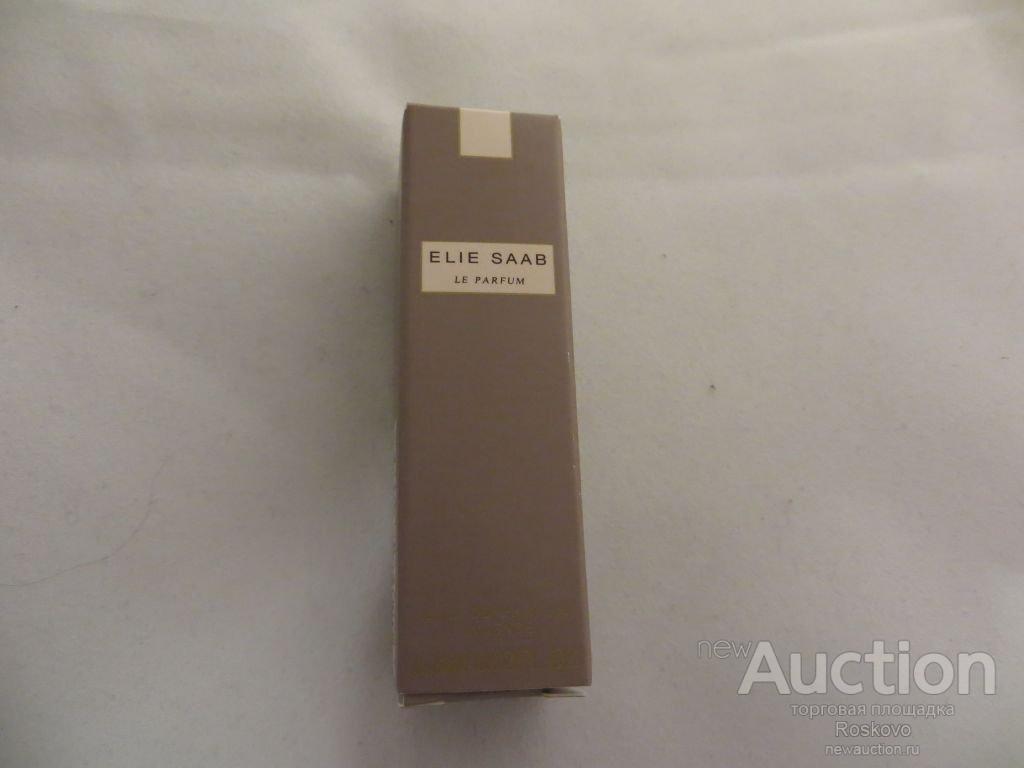 ELIE SAAB
LE PARFUM
newAuction
торговая площадка
Roskovo
newauction.ru